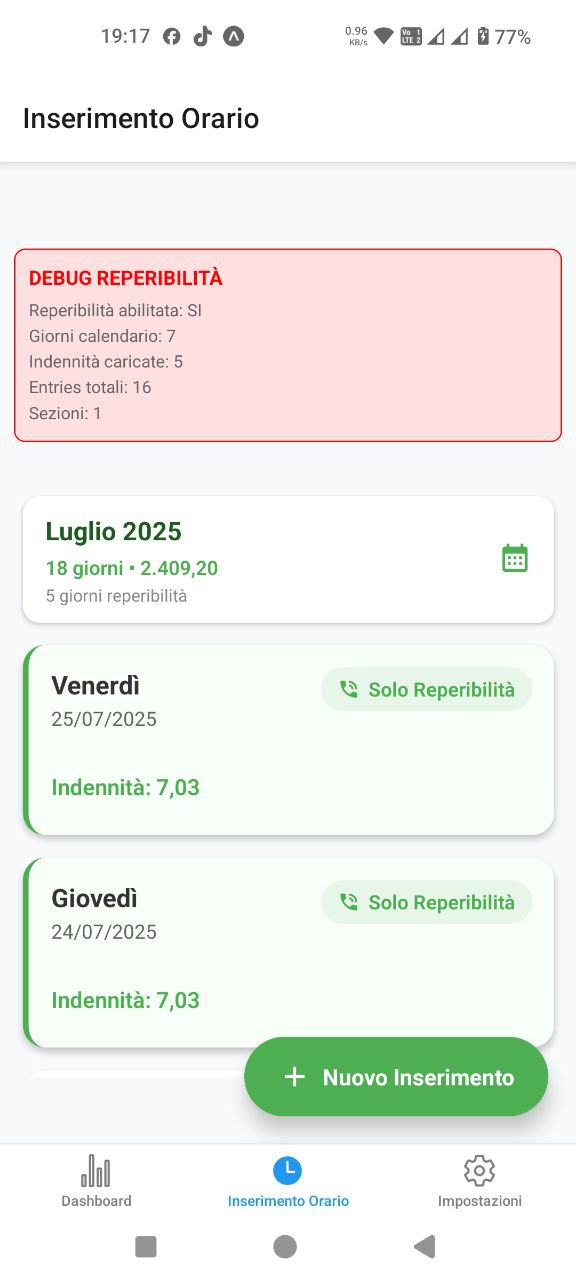 19:17
0.96
KB/s
Vo 1
LTE 2
77%
Inserimento Orario
DEBUG REPERIBILITÀ
Reperibilità abilitata: SI
Giorni calendario: 7
Indennità caricate: 5
Entries totali: 16
Sezioni: 1
Luglio 2025
18 giorni • 2.409,20
5 giorni reperibilità
Venerdì
Solo Reperibilità
25/07/2025
Indennità: 7,03
Giovedì
Solo Reperibilità
24/07/2025
Indennità: 7,03
+ Nuovo Inserimento
Dashboard
Inserimento Orario
Impostazioni